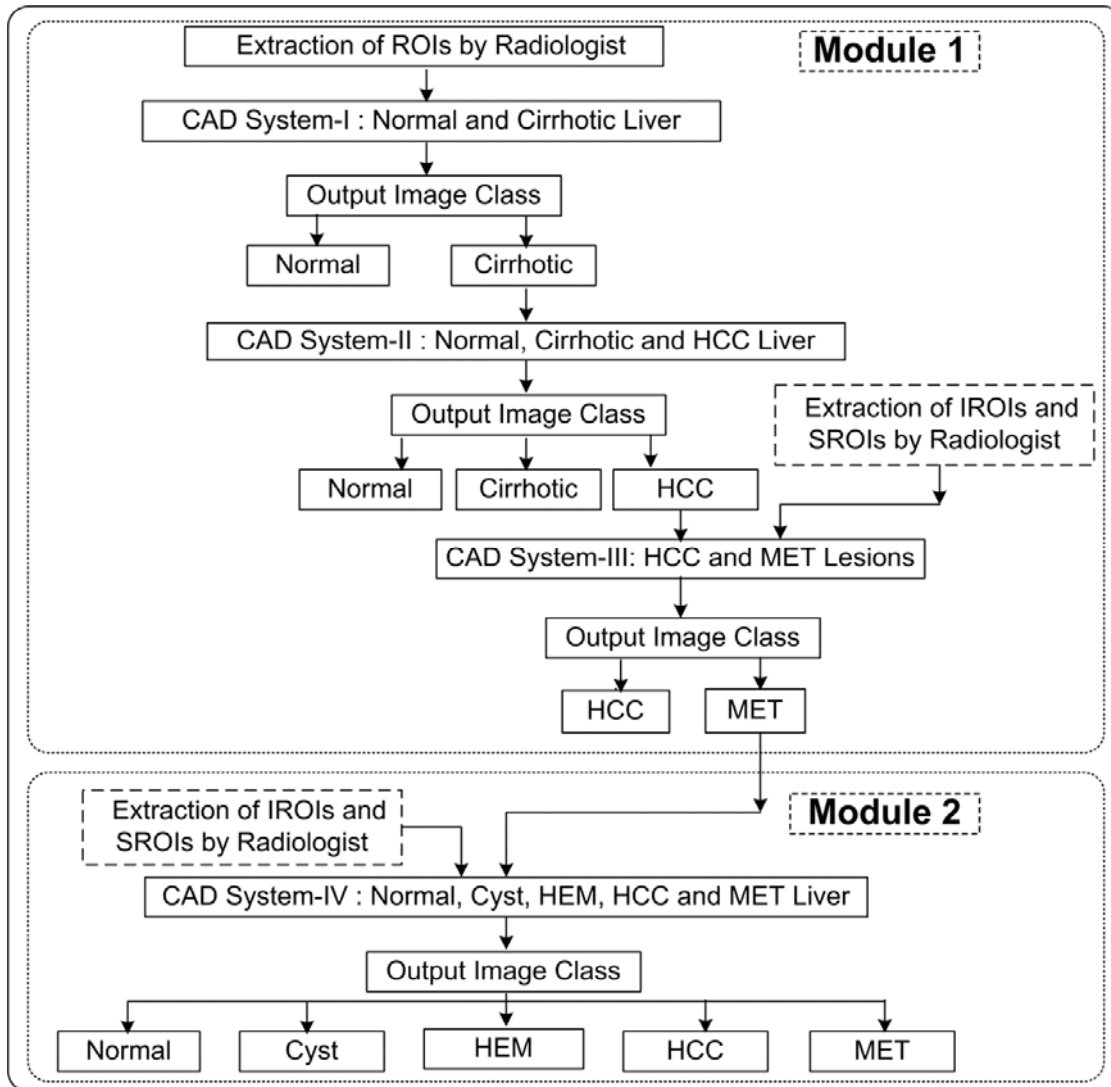 Extraction of ROIs by Radiologist
Module 1
CAD System-I : Normal and Cirrhotic Liver
Output Image Class
Normal
Cirrhotic
CAD System-II : Normal, Cirrhotic and HCC Liver
Output Image Class
Extraction of IROIs and
SROIs by Radiologist
Normal
Cirrhotic
HCC
CAD System-III: HCC and MET Lesions
Output Image Class
HCC
MET
Extraction of IROIs and
SROIs by Radiologist
Module 2
CAD System-IV : Normal, Cyst, HEM, HCC and MET Liver
Output Image Class
Normal
Cyst
HEM
HCC
MET